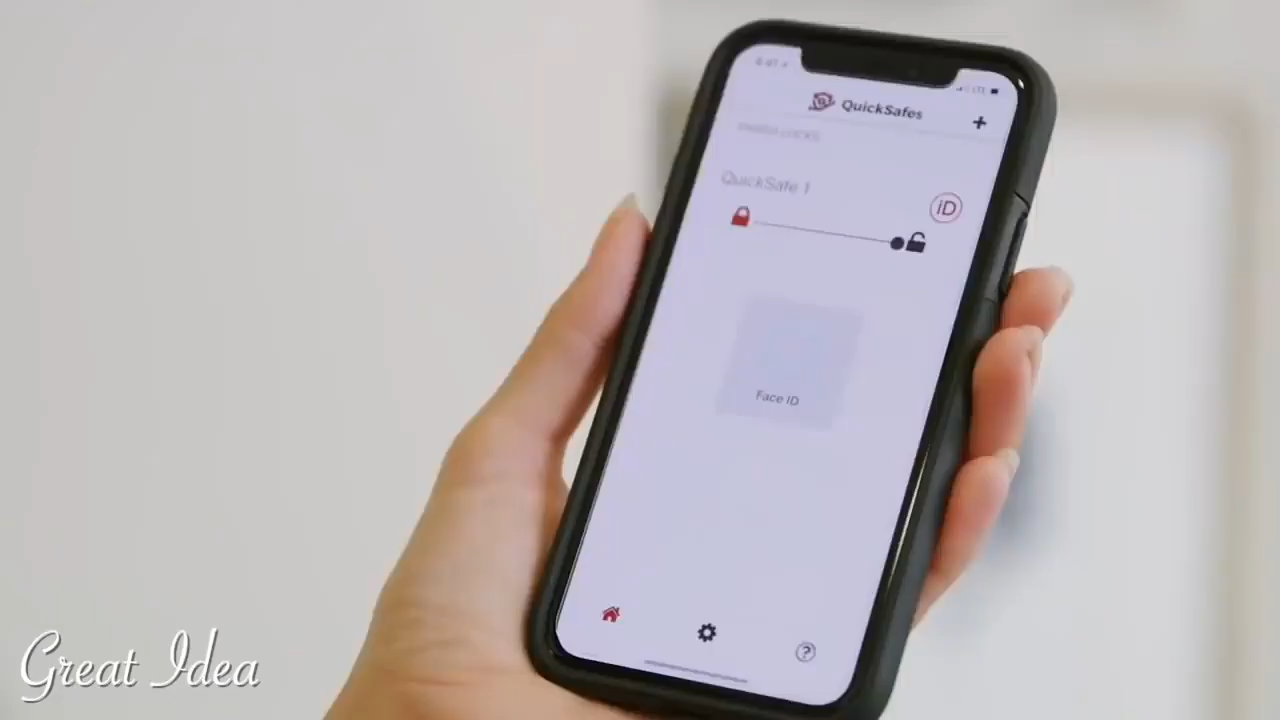 QuickSafes
+
QuickSafe 1
iD
Face ID
?
Great Idea